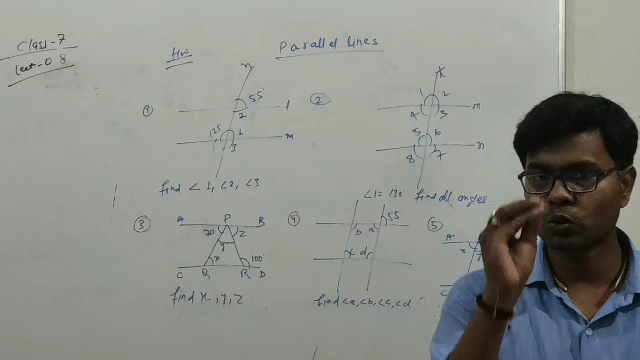 Class-7
Lect-08
HW
Parallel lines
①
n
55
2
l
125
1
3
m
find ∠1, ∠2, ∠3
②
1
2
4
3
m
5
6
8
7
n
∠1=130
find all angles.
③
A
P
B
70
y
z
x
100
C
Q
R
D
find x, y, z
④
55
b
a
d
find ∠a, ∠b, ∠c, ∠d
⑤
A
x
y
C